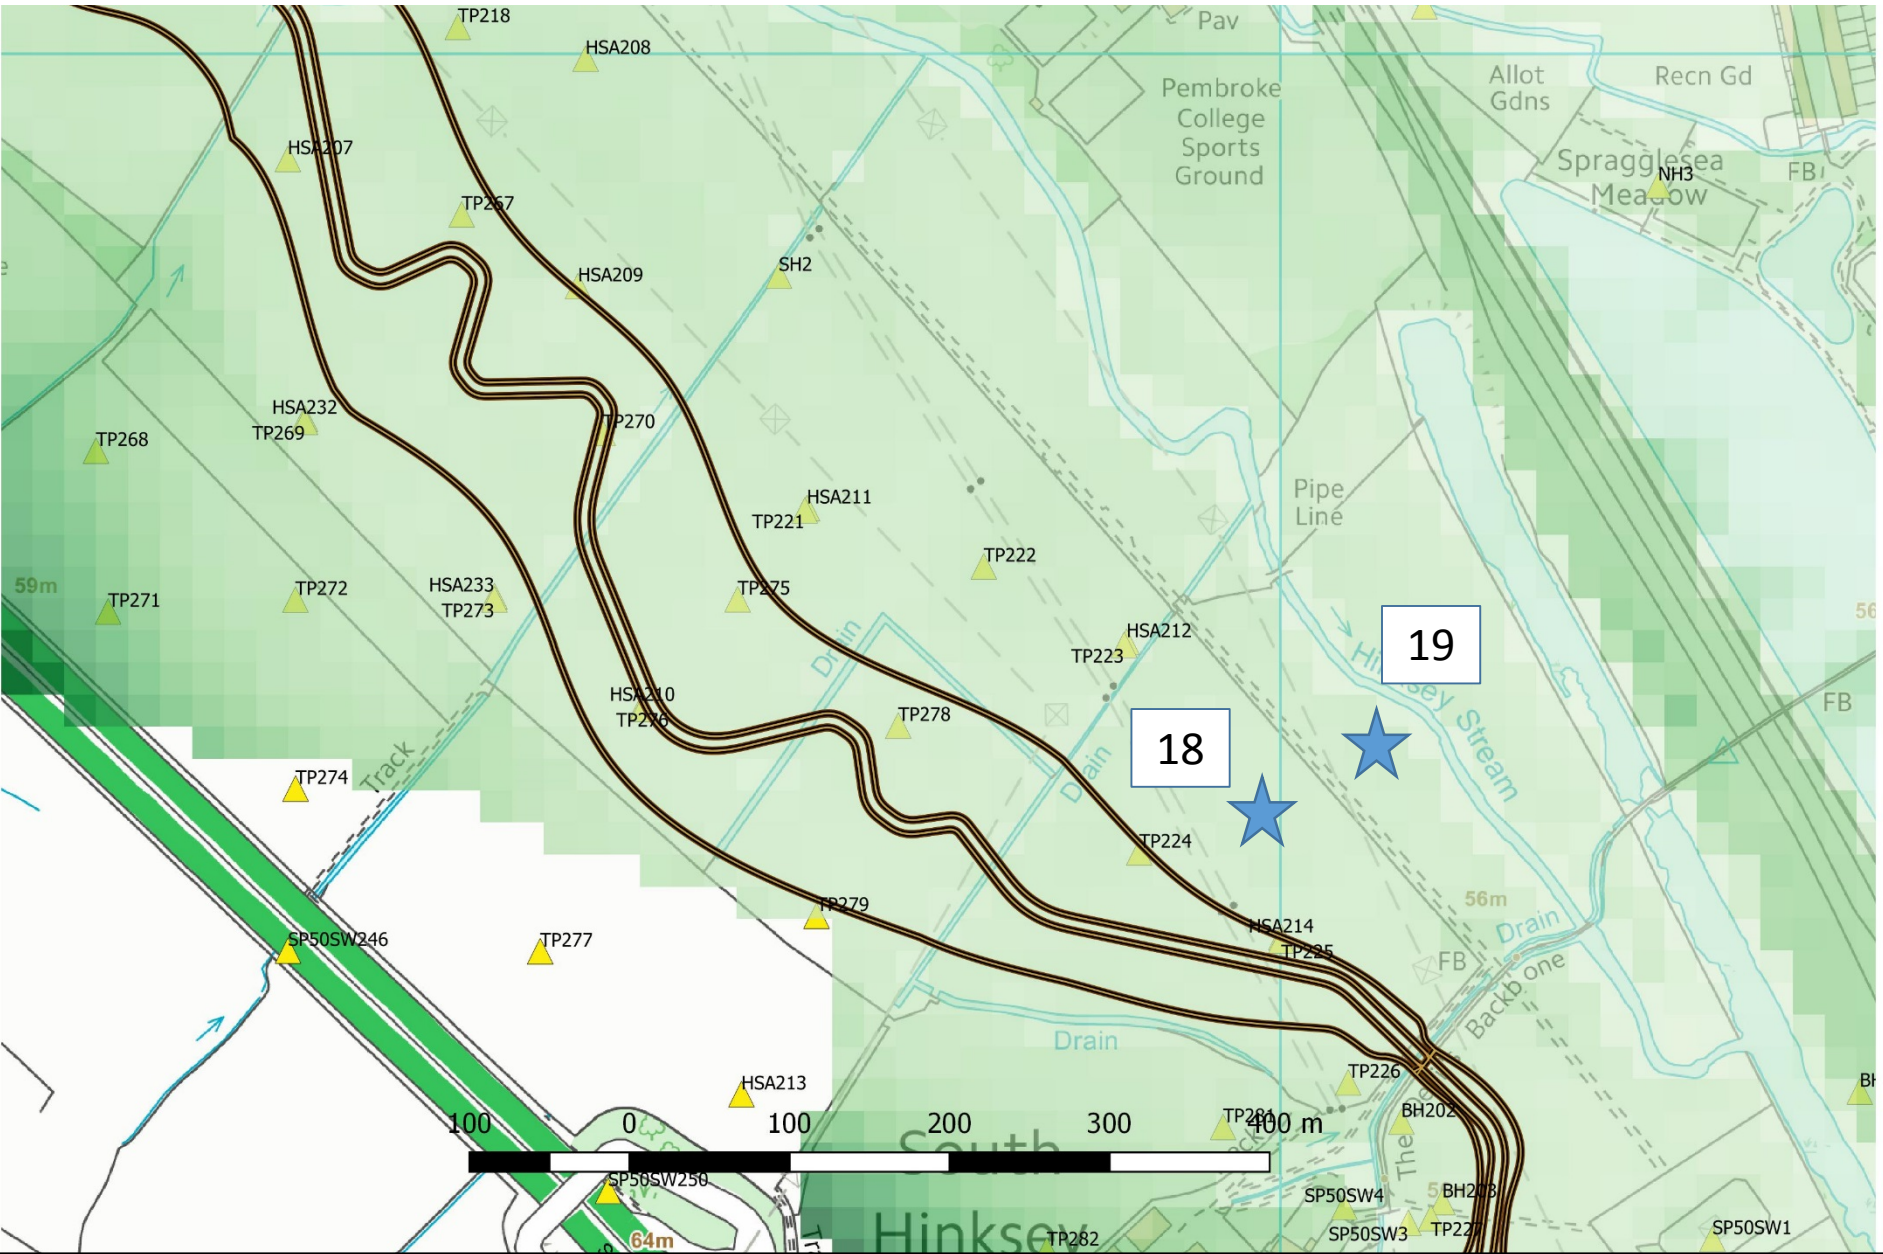 TP218
HSA208
Pav
Allot
Gdns
Recn Gd
Pembroke
College
Sports
Ground
HSA207
Spragglesea
Meadow
NH3
FB
TP267
SH2
HSA209
HSA232
TP269
TP268
TP270
HSA211
TP221
Pipe
Line
TP222
59m
TP271
TP272
HSA233
TP273
TP275
Drain
HSA212
TP223
19
Hinksey Stream
56
FB
HSA210
TP276
TP278
18
Drain
Track
TP274
TP224
TP279
56m
HSA214
TP225
Drain
FB
SP50SW246
TP277
Drain
The Devil's Backbone
TP226
HSA213
BH202
TP281
BH
100 0 100 200 300 400 m
South
Hinksey
SP50SW250
SP50SW4
BH203
SP50SW3
TP227
SP50SW1
64m
TP282